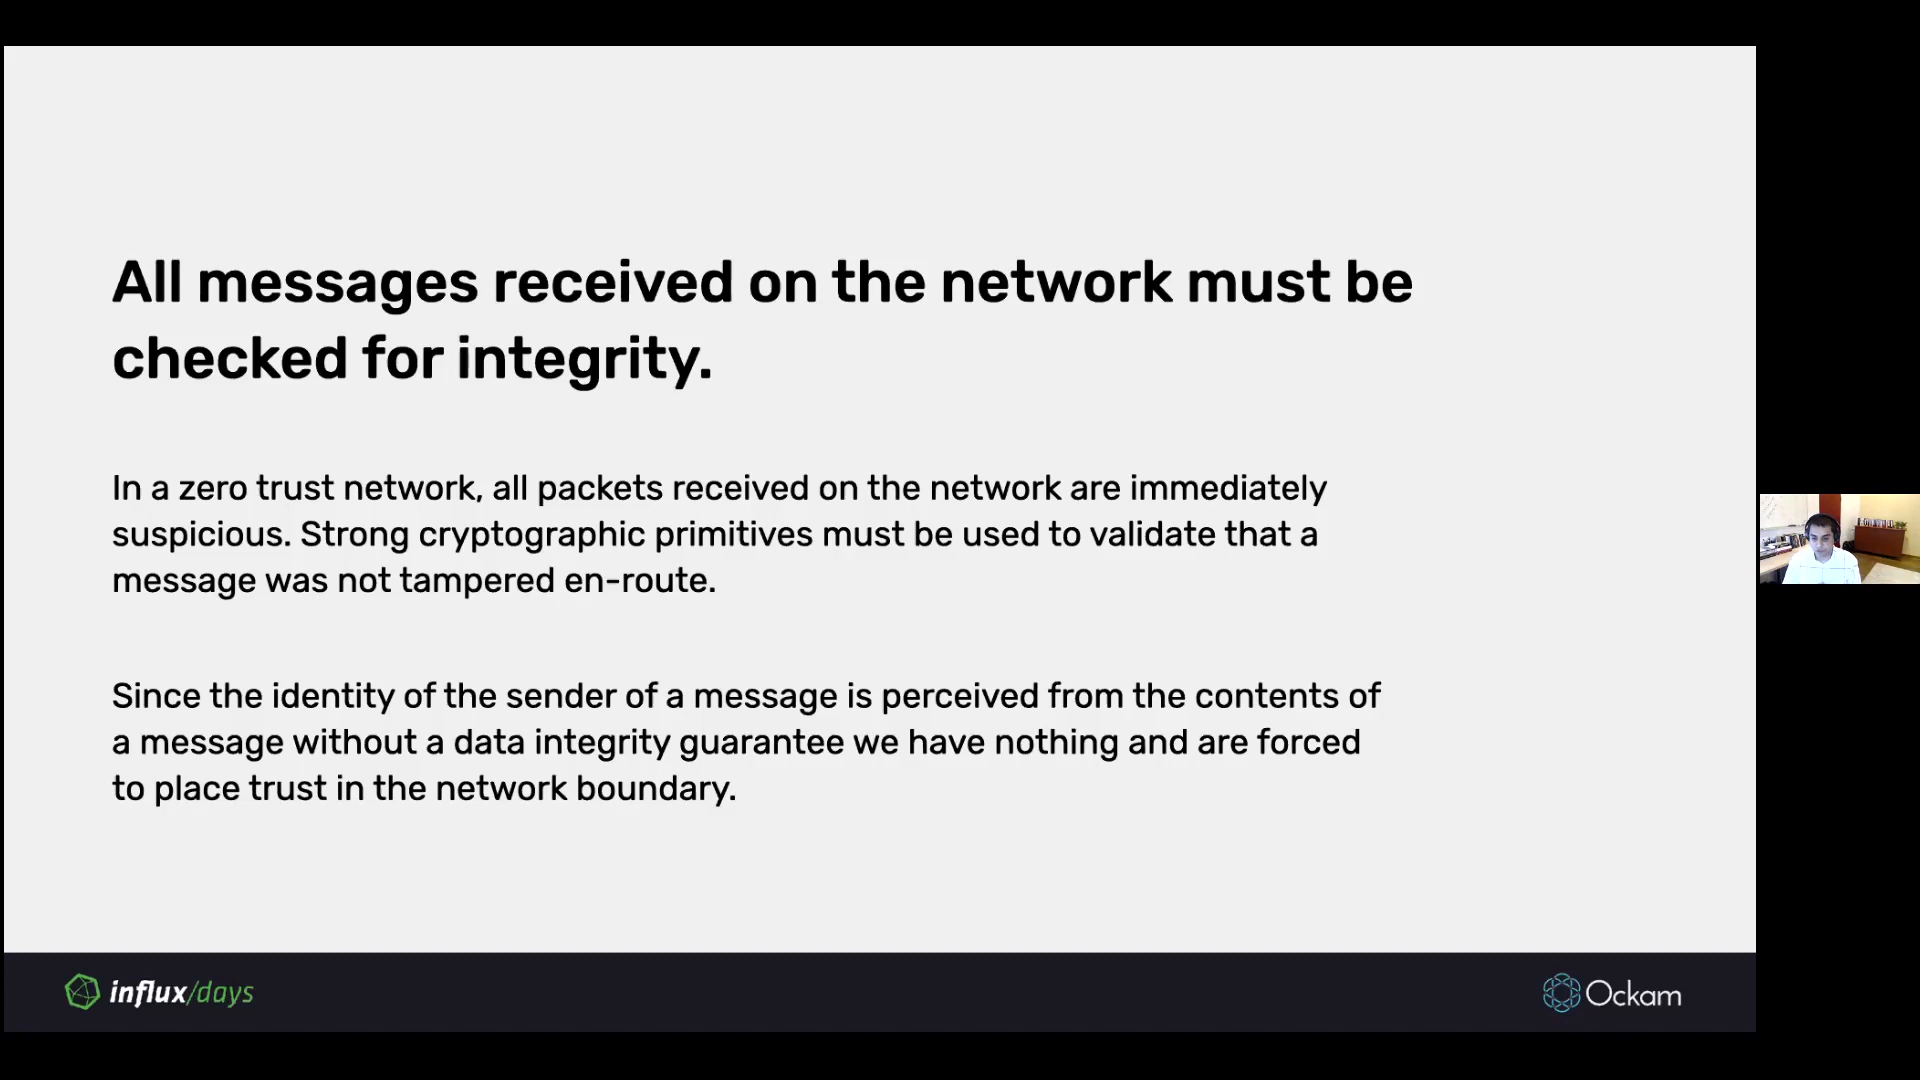 All messages received on the network must be
checked for integrity.
In a zero trust network, all packets received on the network are immediately
suspicious. Strong cryptographic primitives must be used to validate that a
message was not tampered en-route.
Since the identity of the sender of a message is perceived from the contents of
a message without a data integrity guarantee we have nothing and are forced
to place trust in the network boundary.
influx/days
Ockam